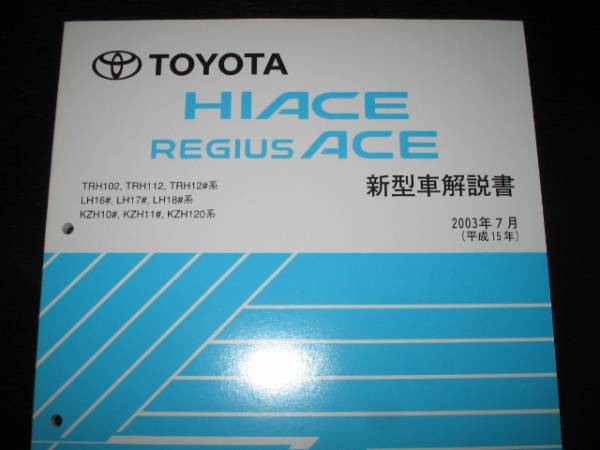 TOYOTA
HIACE
REGIUS ACE
TRH102, TRH112, TRH12#系
LH16#, LH17#, LH18#系
KZH10#, KZH11#, KZH120系
新型車解説書
2003年7月
(平成15年)